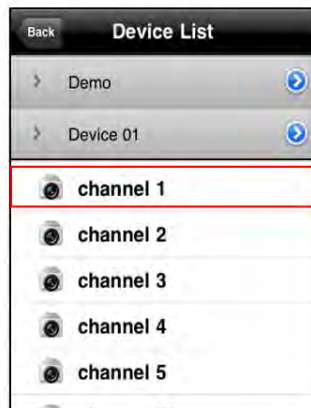 Back Device List
Demo
Device 01
channel 1
channel 2
channel 3
channel 4
channel 5